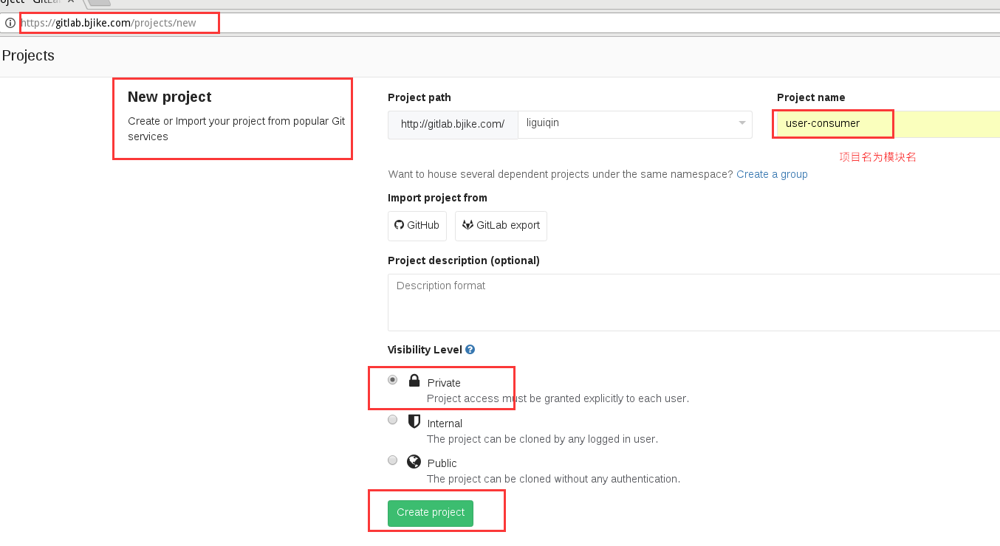 https://gitlab.bjike.com/projects/new
Projects
New project
Create or Import your project from popular Git
services
Project path
Project name
http://gitlab.bjike.com/
liguiqin
user-consumer
项目名为模块名
Want to house several dependent projects under the same namespace? Create a group
Import project from
GitHub
GitLab export
Project description (optional)
Description format
Visibility Level
Private
Project access must be granted explicitly to each user.
Internal
The project can be cloned by any logged in user.
Public
The project can be cloned without any authentication.
Create project